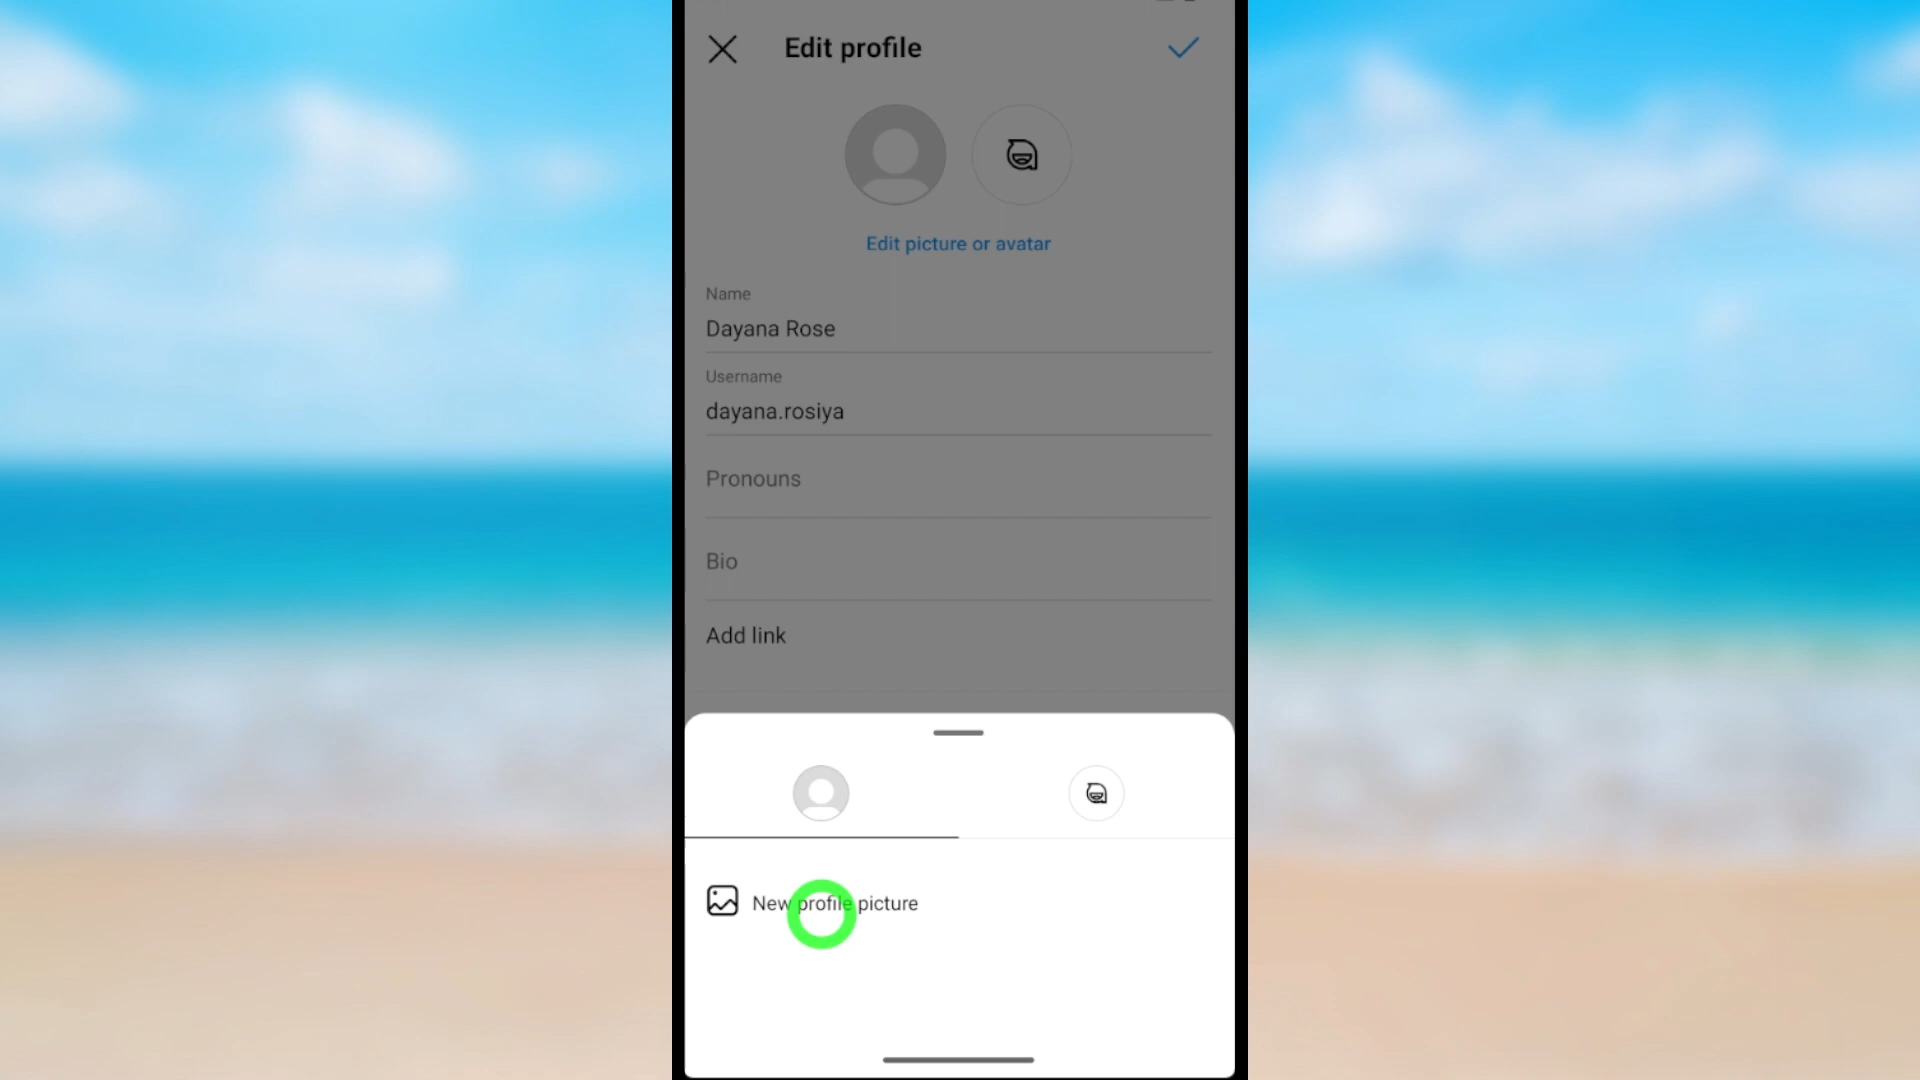 Edit profile
Edit picture or avatar
Name
Dayana Rose
Username
dayana.rosiya
Pronouns
Bio
Add link
New profile picture